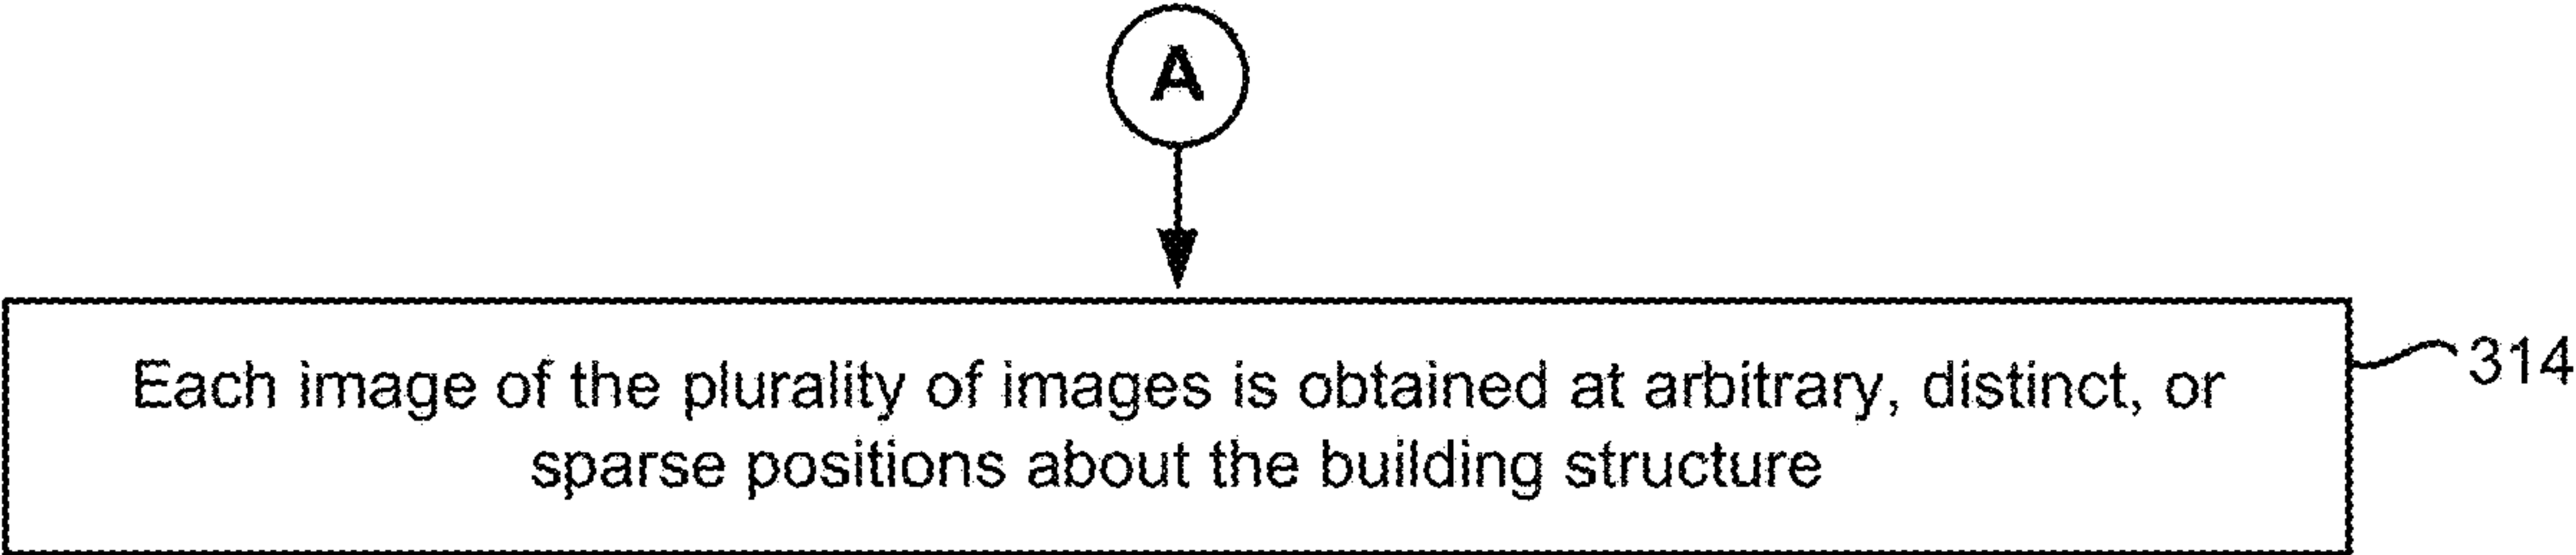 A
Each image of the plurality of images is obtained at arbitrary, distinct, or
314
sparse positions about the building structure